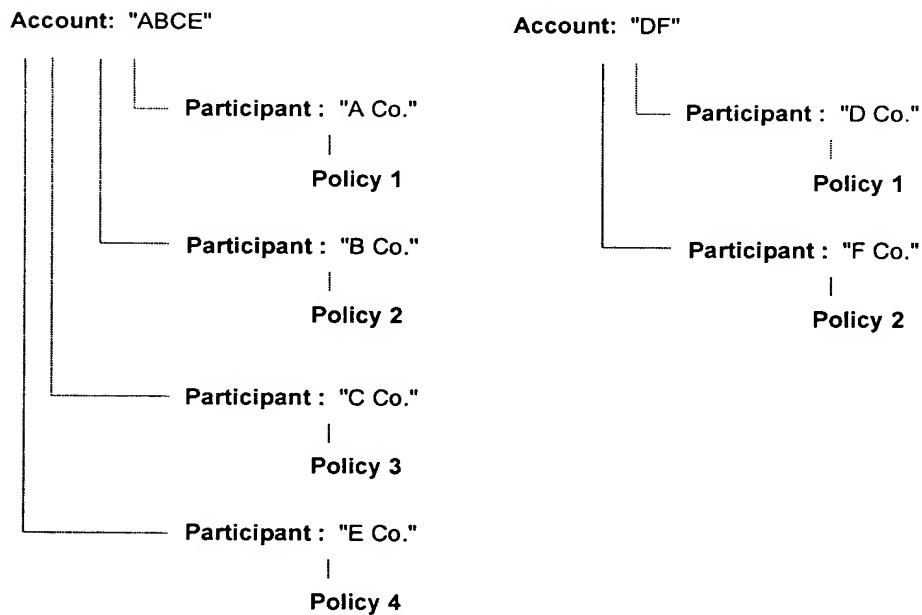 Account: "ABCE"
Participant : "A Co."
Policy 1
Participant : "B Co."
Policy 2
Participant : "C Co."
Policy 3
Participant : "E Co."
Policy 4
Account: "DF"
Participant : "D Co."
Policy 1
Participant : "F Co."
Policy 2